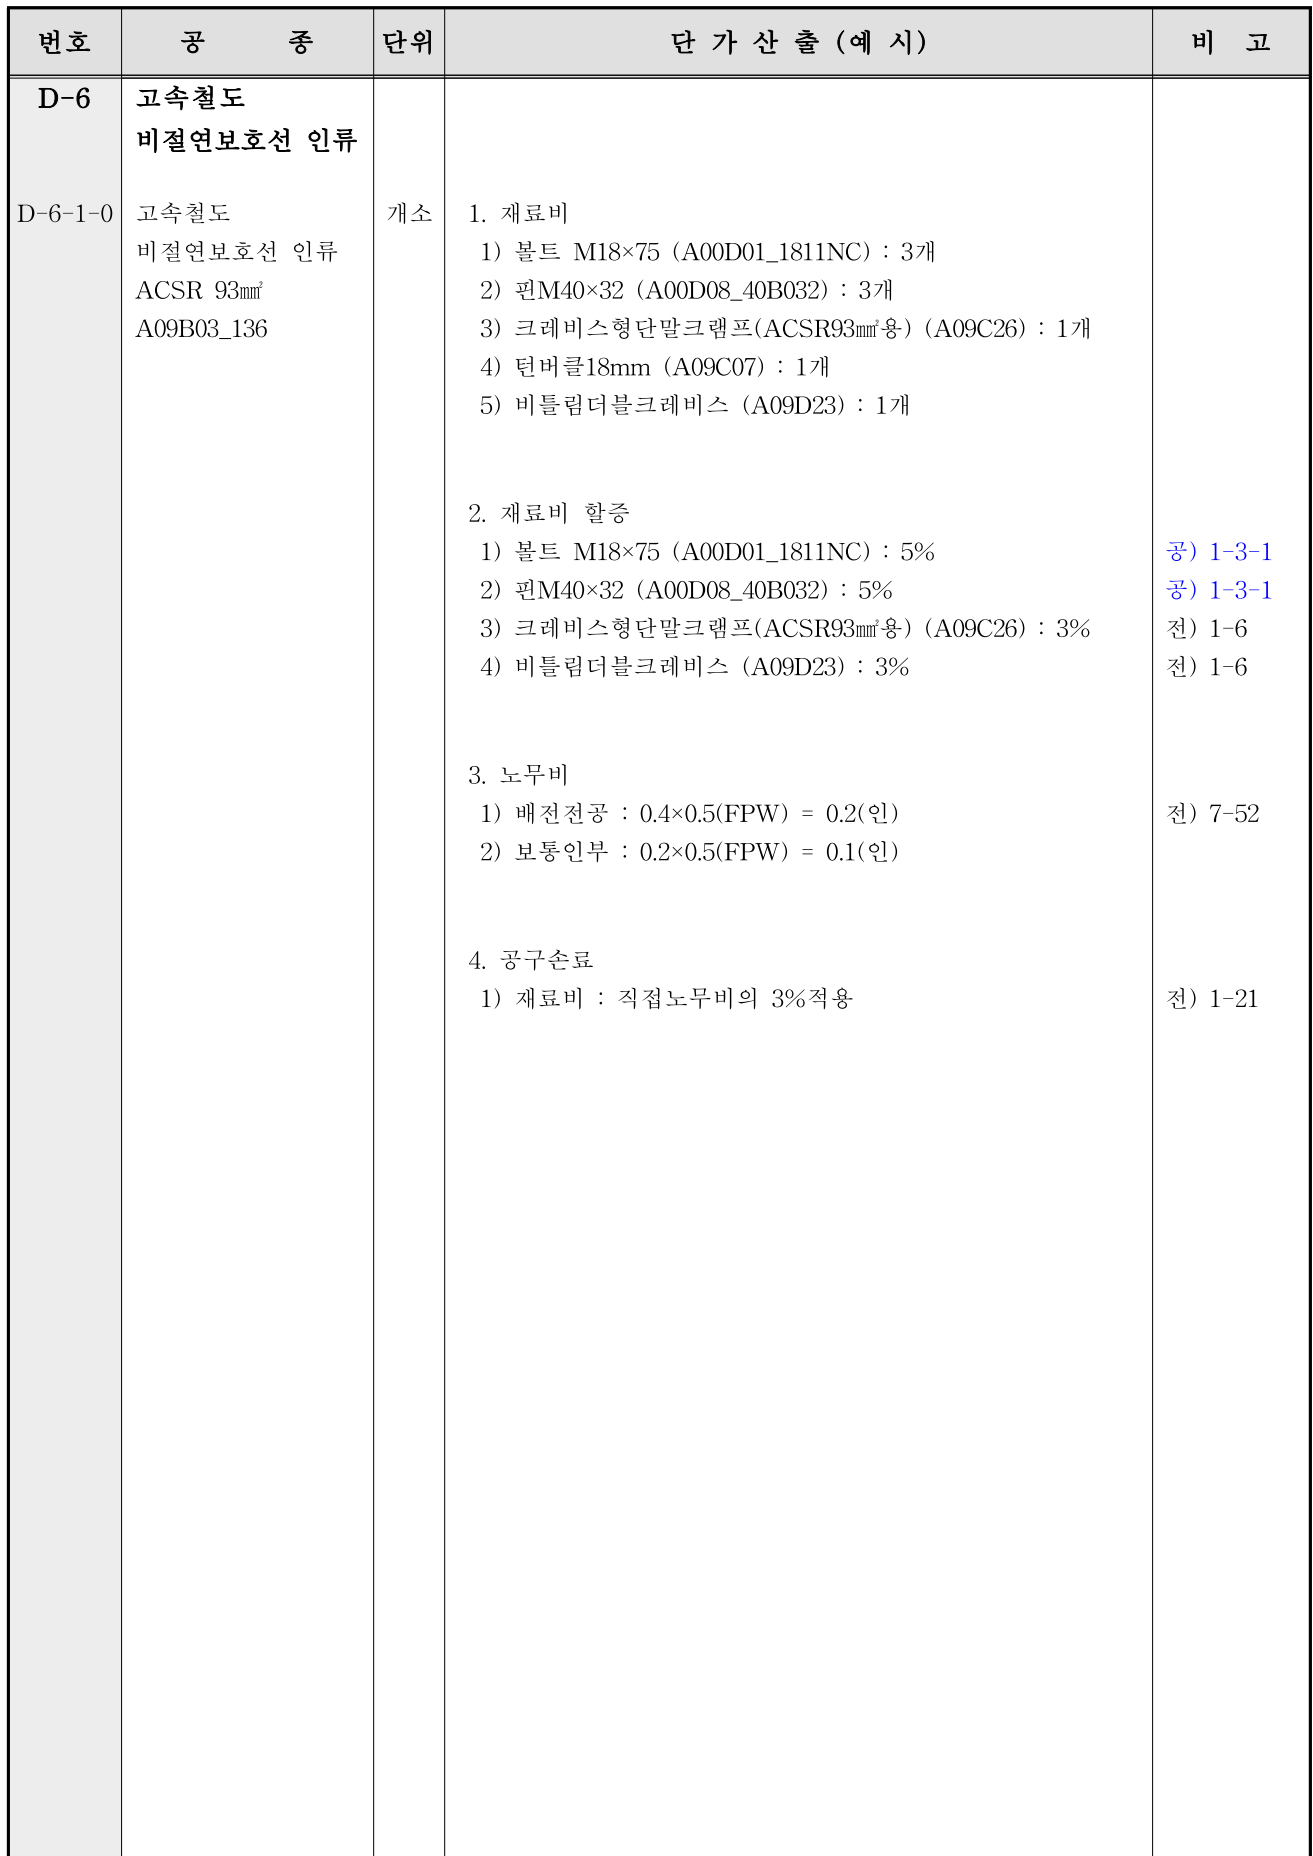 번호 공 종 단위 단 가 산 출 (예 시) 비 고
D-6 고속철도
비절연보호선 인류
D-6-1-0 고속철도 개소 1. 재료비
비절연보호선 인류 1) 볼트 M18×75 (A00D01_1811NC) : 3개
ACSR 93㎟ 2) 핀M40×32 (A00D08_40B032) : 3개
A09B03_136 3) 크레비스형단말크램프(ACSR93㎟용) (A09C26) : 1개
4) 턴버클18mm (A09C07) : 1개
5) 비틀림더블크레비스 (A09D23) : 1개
2. 재료비 할증
1) 볼트 M18×75 (A00D01_1811NC) : 5% 공) 1-3-1
2) 핀M40×32 (A00D08_40B032) : 5% 공) 1-3-1
3) 크레비스형단말크램프(ACSR93㎟용) (A09C26) : 3% 전) 1-6
4) 비틀림더블크레비스 (A09D23) : 3% 전) 1-6
3. 노무비
1) 배전전공 : 0.4×0.5(FPW) = 0.2(인) 전) 7-52
2) 보통인부 : 0.2×0.5(FPW) = 0.1(인)
4. 공구손료
1) 재료비 : 직접노무비의 3%적용 전) 1-21